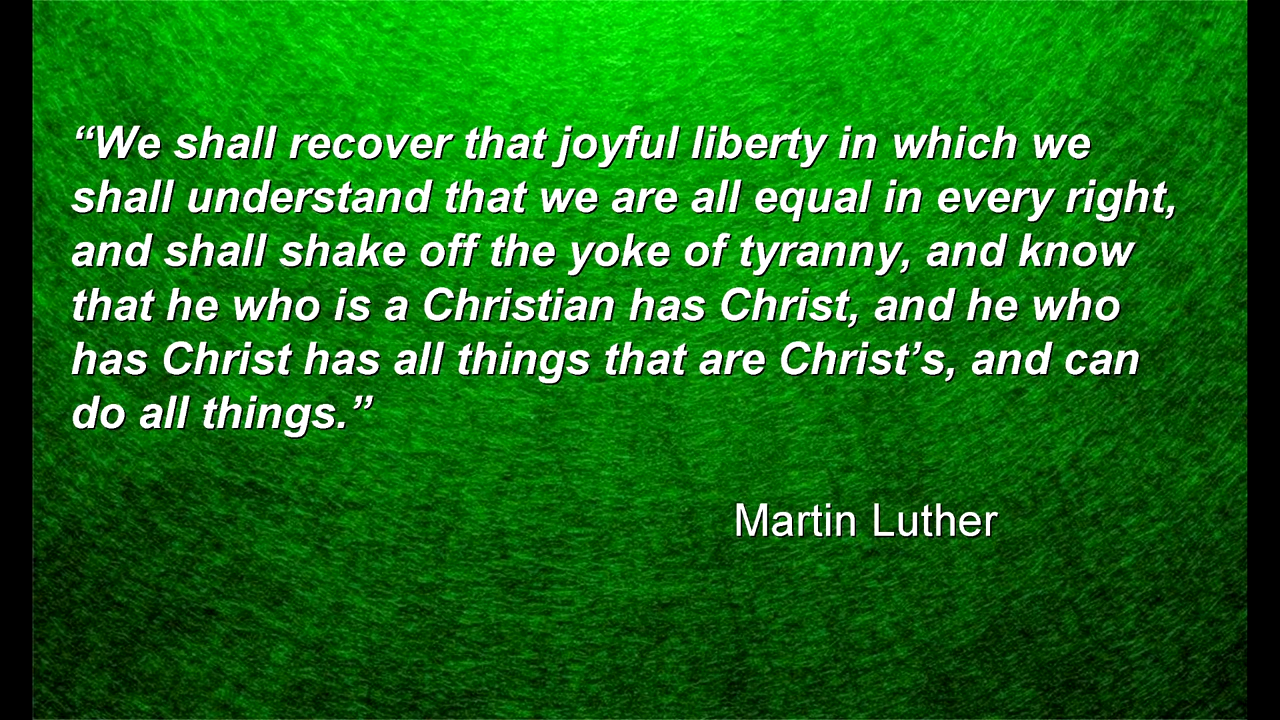 “We shall recover that joyful liberty in which we
shall understand that we are all equal in every right,
and shall shake off the yoke of tyranny, and know
that he who is a Christian has Christ, and he who
has Christ has all things that are Christ’s, and can
do all things.”
Martin Luther